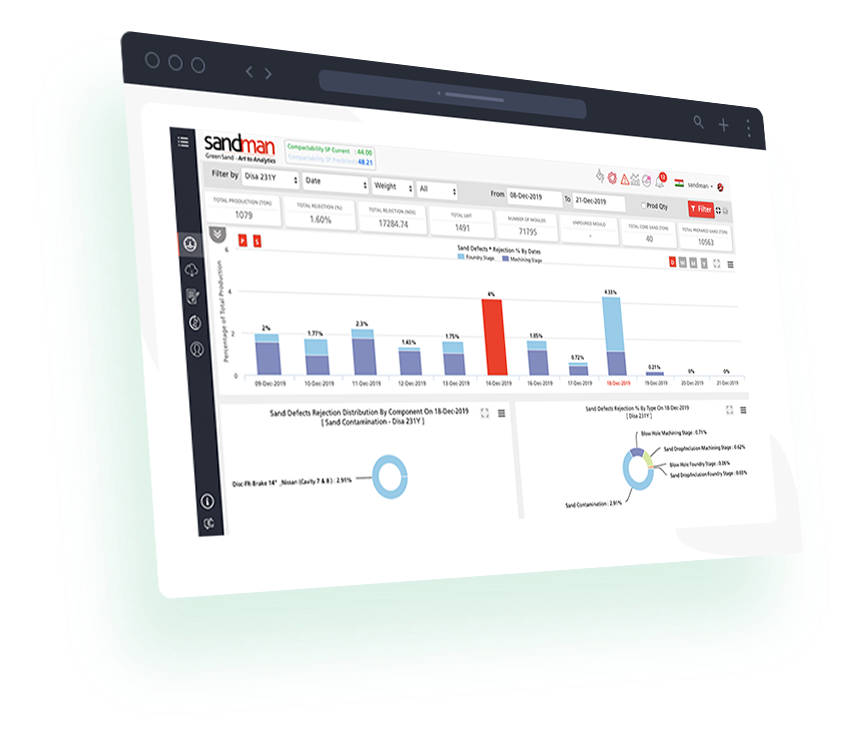 sandman
GreenSand - Art to Analytics
Compactability SP Current : 44.00
Compactability SP Predicted : 48.21
sandman
Filter by Disa 231Y Date Weight All From 08-Dec-2019 To 21-Dec-2019 Prod Qty Filter
TOTAL PRODUCTION (TON) TOTAL REJECTION (%) TOTAL REJECTION (NOS) NUMBER OF MOULDS UNPOURED MOULD TOTAL CORE SAND (TON) TOTAL PREPARED SAND (TON)
1079 1.60% 17284.74 1491 71795 - 40 10563
P S
Sand Defects * Rejection % By Dates
Foundry Stage Machining Stage
D W M Y
Percentage of Total Production
6
4
2
0
2% 1.77% 2.3% 1.43% 1.75% 4% 1.85% 0.72% 4.33% 0.21% 0% 0%
09-Dec-2019 10-Dec-2019 11-Dec-2019 12-Dec-2019 13-Dec-2019 14-Dec-2019 16-Dec-2019 17-Dec-2019 18-Dec-2019 19-Dec-2019 20-Dec-2019 21-Dec-2019
Sand Defects Rejection Distribution By Component On 18-Dec-2019
[ Sand Contamination - Disa 231Y ]
Disc-FR-Brake 14" _Nissan (Cavity 7 & 8 ) : 2.91%
Sand Defects Rejection % By Type On 18-Dec-2019
[ Disa 231Y ]
Blow Hole Machining Stage : 0.71%
Sand Drop/Inclusion Machining Stage : 0.62%
Blow Hole Foundry Stage : 0.06%
Sand Drop/Inclusion Foundry Stage : 0.03%
Sand Contamination : 2.91%